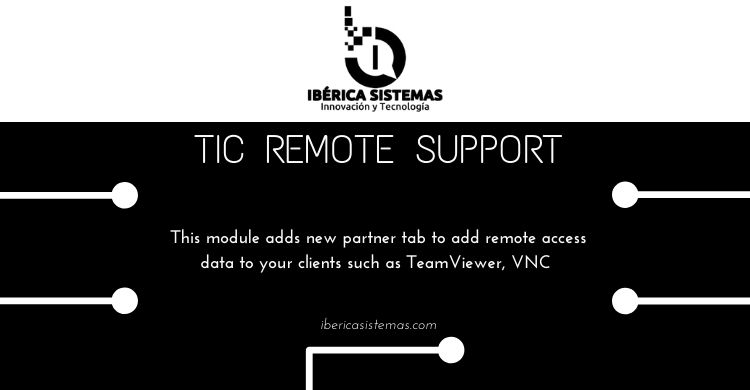 IBÉRICA SISTEMAS
Innovación y Tecnología
TIC REMOTE SUPPORT
This module adds new partner tab to add remote access
data to your clients such as TeamViewer, VNC
ibericasistemas.com